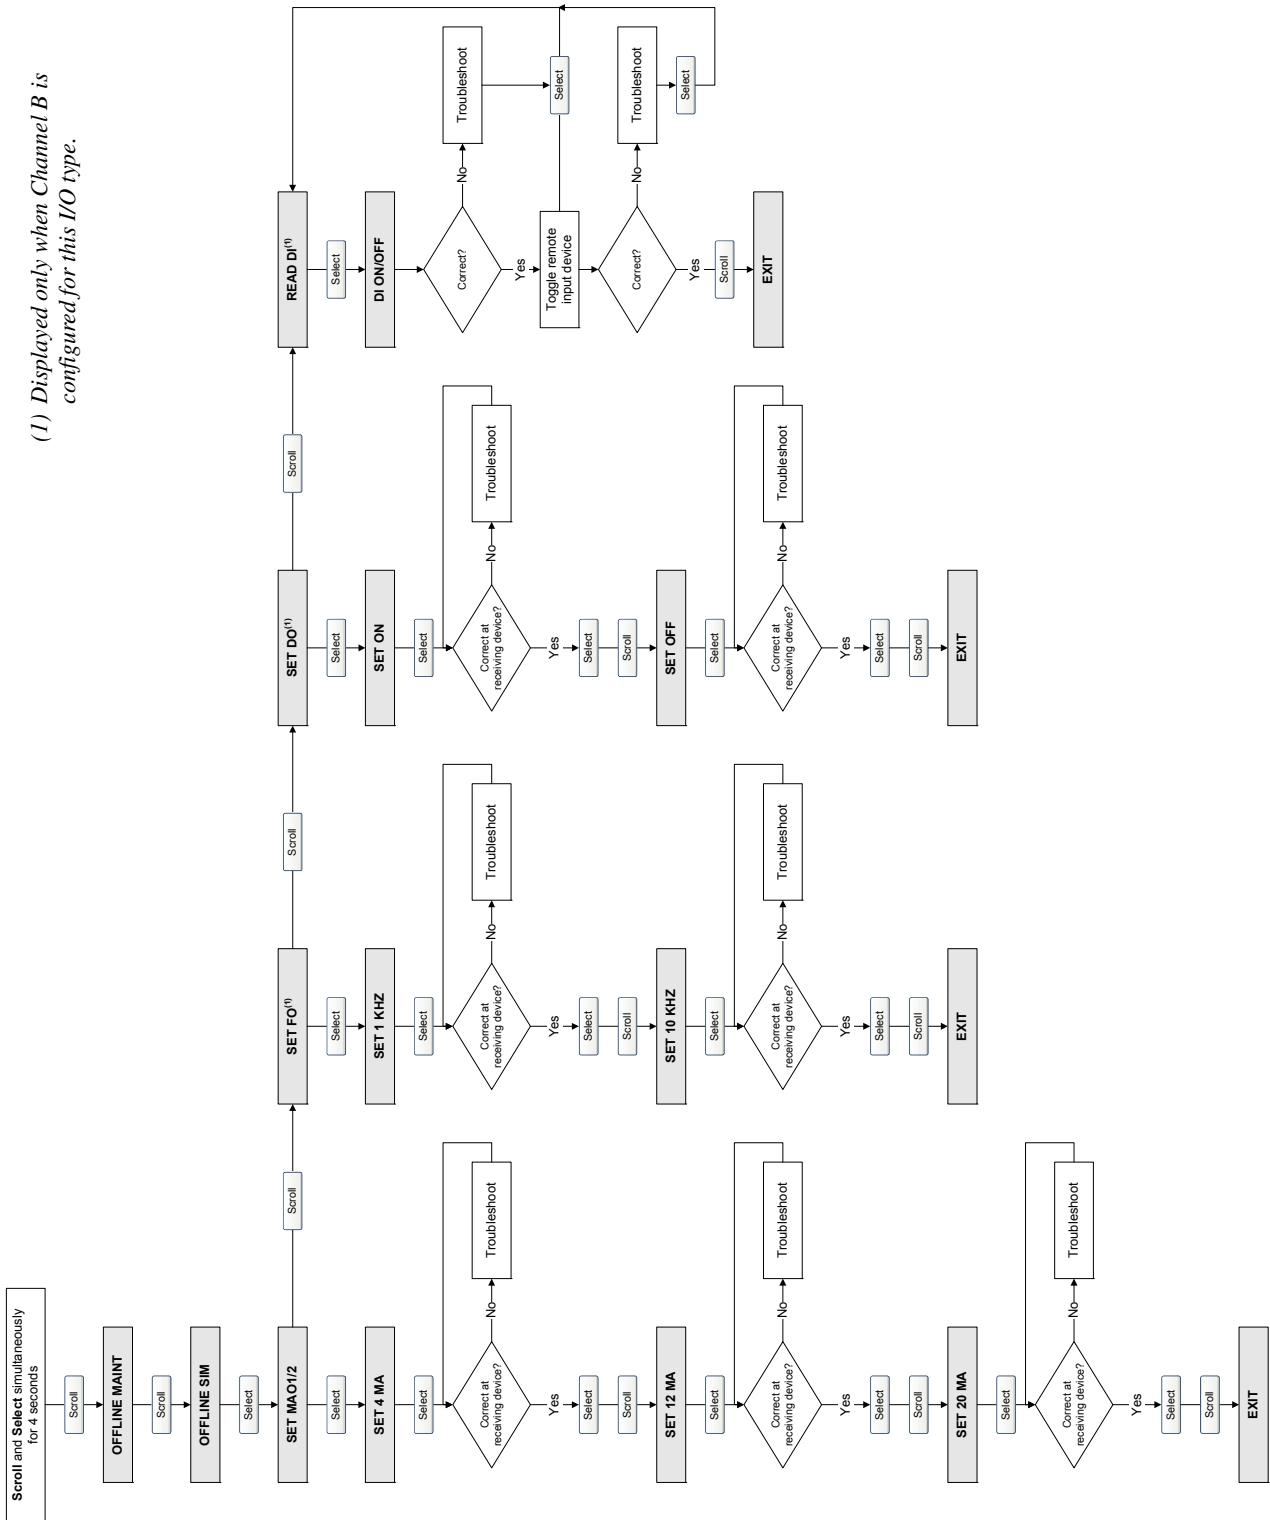 (1) Displayed only when Channel B is
configured for this I/O type.
Scroll and Select simultaneously
for 4 seconds
Scroll
OFFLINE MAINT
Scroll
OFFLINE SIM
Select
SET MAO1/2
Select
SET 4 MA
Select
Correct at
receiving device?
No
Troubleshoot
Yes
Select
Scroll
SET 12 MA
Select
Correct at
receiving device?
No
Troubleshoot
Yes
Select
Scroll
SET 20 MA
Select
Correct at
receiving device?
No
Troubleshoot
Yes
Select
Scroll
EXIT
Scroll
SET FO(1)
Select
SET 1 KHZ
Select
Correct at
receiving device?
No
Troubleshoot
Yes
Select
Scroll
SET 10 KHZ
Select
Correct at
receiving device?
No
Troubleshoot
Yes
Select
Scroll
EXIT
Scroll
SET DO(1)
Select
SET ON
Select
Correct at
receiving device?
No
Troubleshoot
Yes
Select
Scroll
SET OFF
Select
Correct at
receiving device?
No
Troubleshoot
Yes
Select
Scroll
EXIT
Scroll
READ DI(1)
Select
DI ON/OFF
Correct?
No
Troubleshoot
Select
Yes
Toggle remote
input device
Correct?
No
Troubleshoot
Select
Yes
Scroll
EXIT